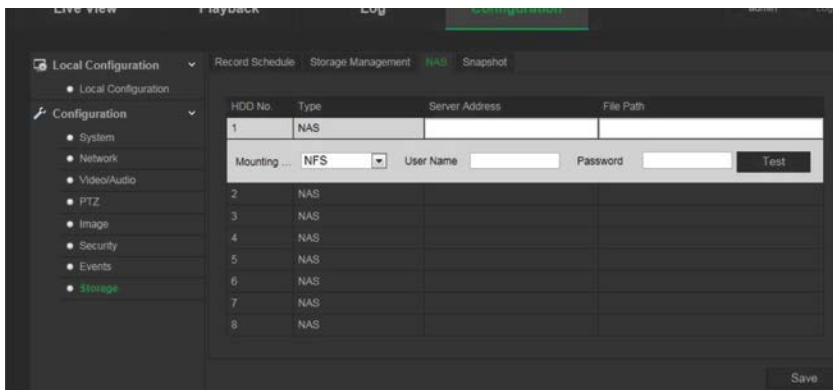 Live View Playback Log Configuration admin
Local Configuration
Local Configuration
Configuration
System
Network
Video/Audio
PTZ
Image
Security
Events
Storage
Record Schedule Storage Management NAS Snapshot
HDD No. Type Server Address File Path
1 NAS
Mounting ... NFS User Name Password Test
2 NAS
3 NAS
4 NAS
5 NAS
6 NAS
7 NAS
8 NAS
Save